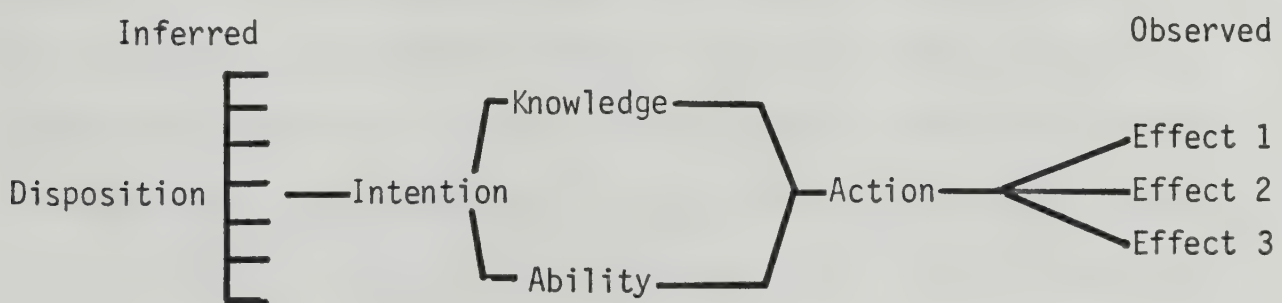 Inferred
Observed
Knowledge
Effect 1
Disposition
Intention
Action
Effect 2
Effect 3
Ability